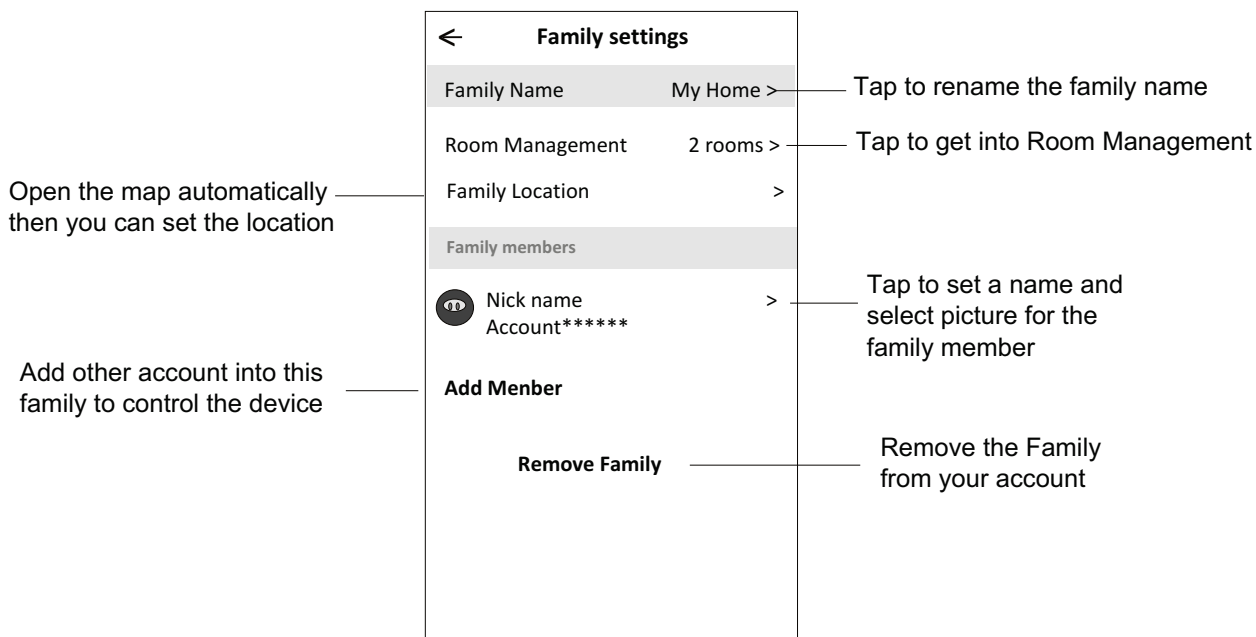 Family settings
Family Name My Home >
Tap to rename the family name
Room Management 2 rooms >
Tap to get into Room Management
Open the map automatically
then you can set the location
Family Location >
Family members
Nick name >
Account******
Tap to set a name and
select picture for the
family member
Add other account into this
family to control the device
Add Menber
Remove Family
Remove the Family
from your account